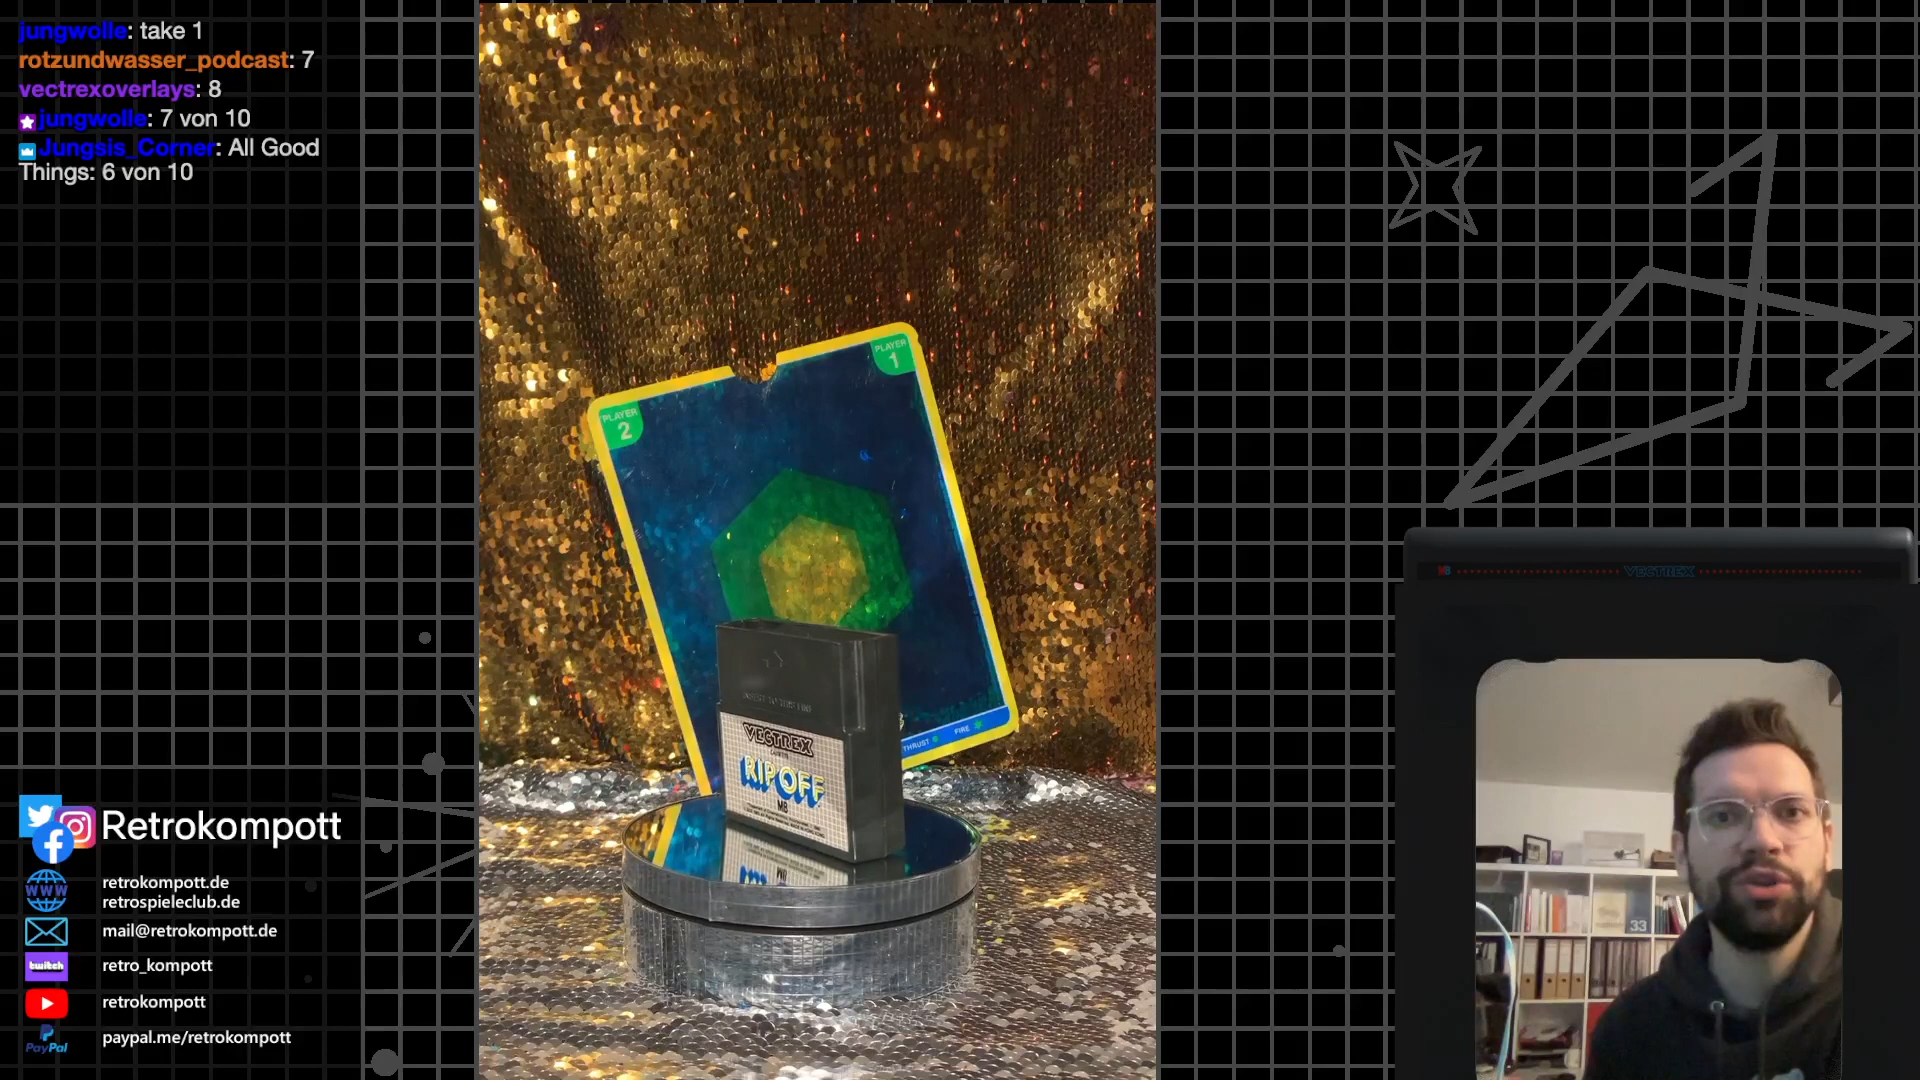 jungwolle: take 1
rotzundwasser_podcast: 7
vectrexoverlays: 8
jungwolle: 7 von 10
Jungsis_Corner: All Good
Things: 6 von 10
PLAYER
1
PLAYER
2
THRUST
FIRE
VECTREX
RIP OFF
MB
MB
VECTREX
33
Retrokompott
www
retrokompott.de
retrospieleclub.de
mail@retrokompott.de
twitch
retro_kompott
retrokompott
PayPal
paypal.me/retrokompott